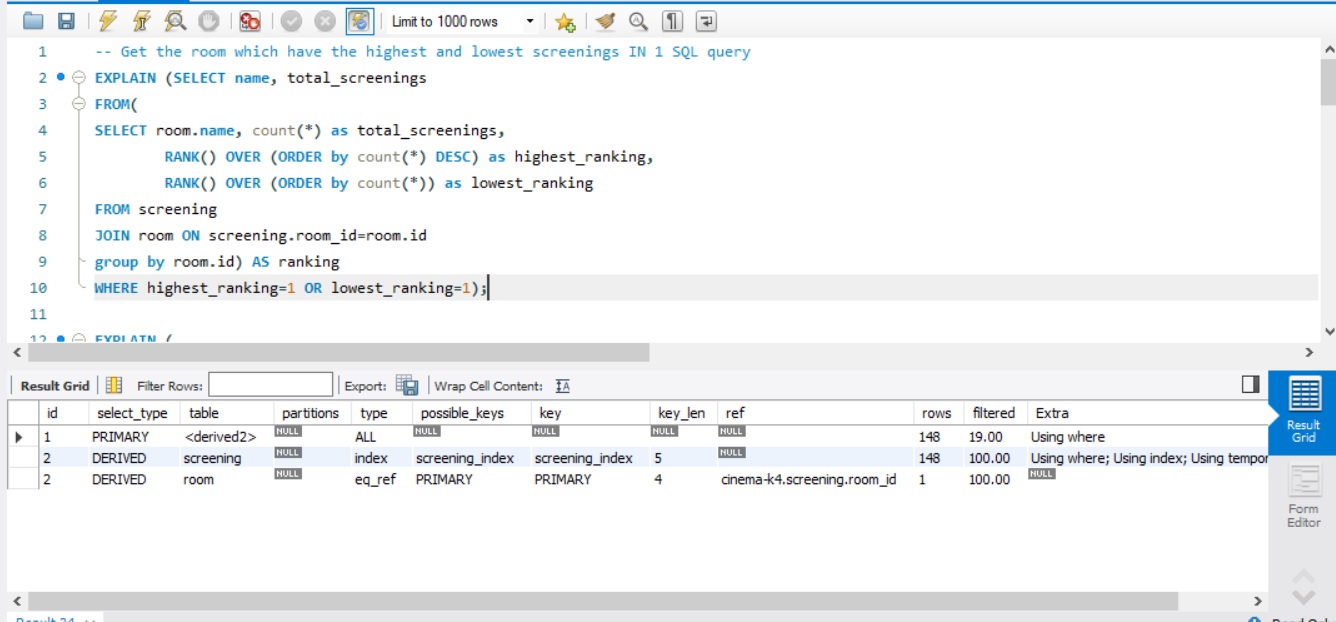 Limit to 1000 rows
1 -- Get the room which have the highest and lowest screenings IN 1 SQL query
2 EXPLAIN (SELECT name, total_screenings
3 FROM(
4 SELECT room.name, count(*) as total_screenings,
5 RANK() OVER (ORDER by count(*) DESC) as highest_ranking,
6 RANK() OVER (ORDER by count(*)) as lowest_ranking
7 FROM screening
8 JOIN room ON screening.room_id=room.id
9 group by room.id) AS ranking
10 WHERE highest_ranking=1 OR lowest_ranking=1);
11
12 EXPLAIN (
Result Grid Filter Rows: Export: Wrap Cell Content:
id select_type table partitions type possible_keys key key_len ref rows filtered Extra
1 PRIMARY <derived2> NULL ALL NULL NULL NULL NULL 148 19.00 Using where
2 DERIVED screening NULL index screening_index screening_index 5 NULL 148 100.00 Using where; Using index; Using tempor
2 DERIVED room NULL eq_ref PRIMARY PRIMARY 4 cinema-k4.screening.room_id 1 100.00 NULL
Result
Grid
Form
Editor